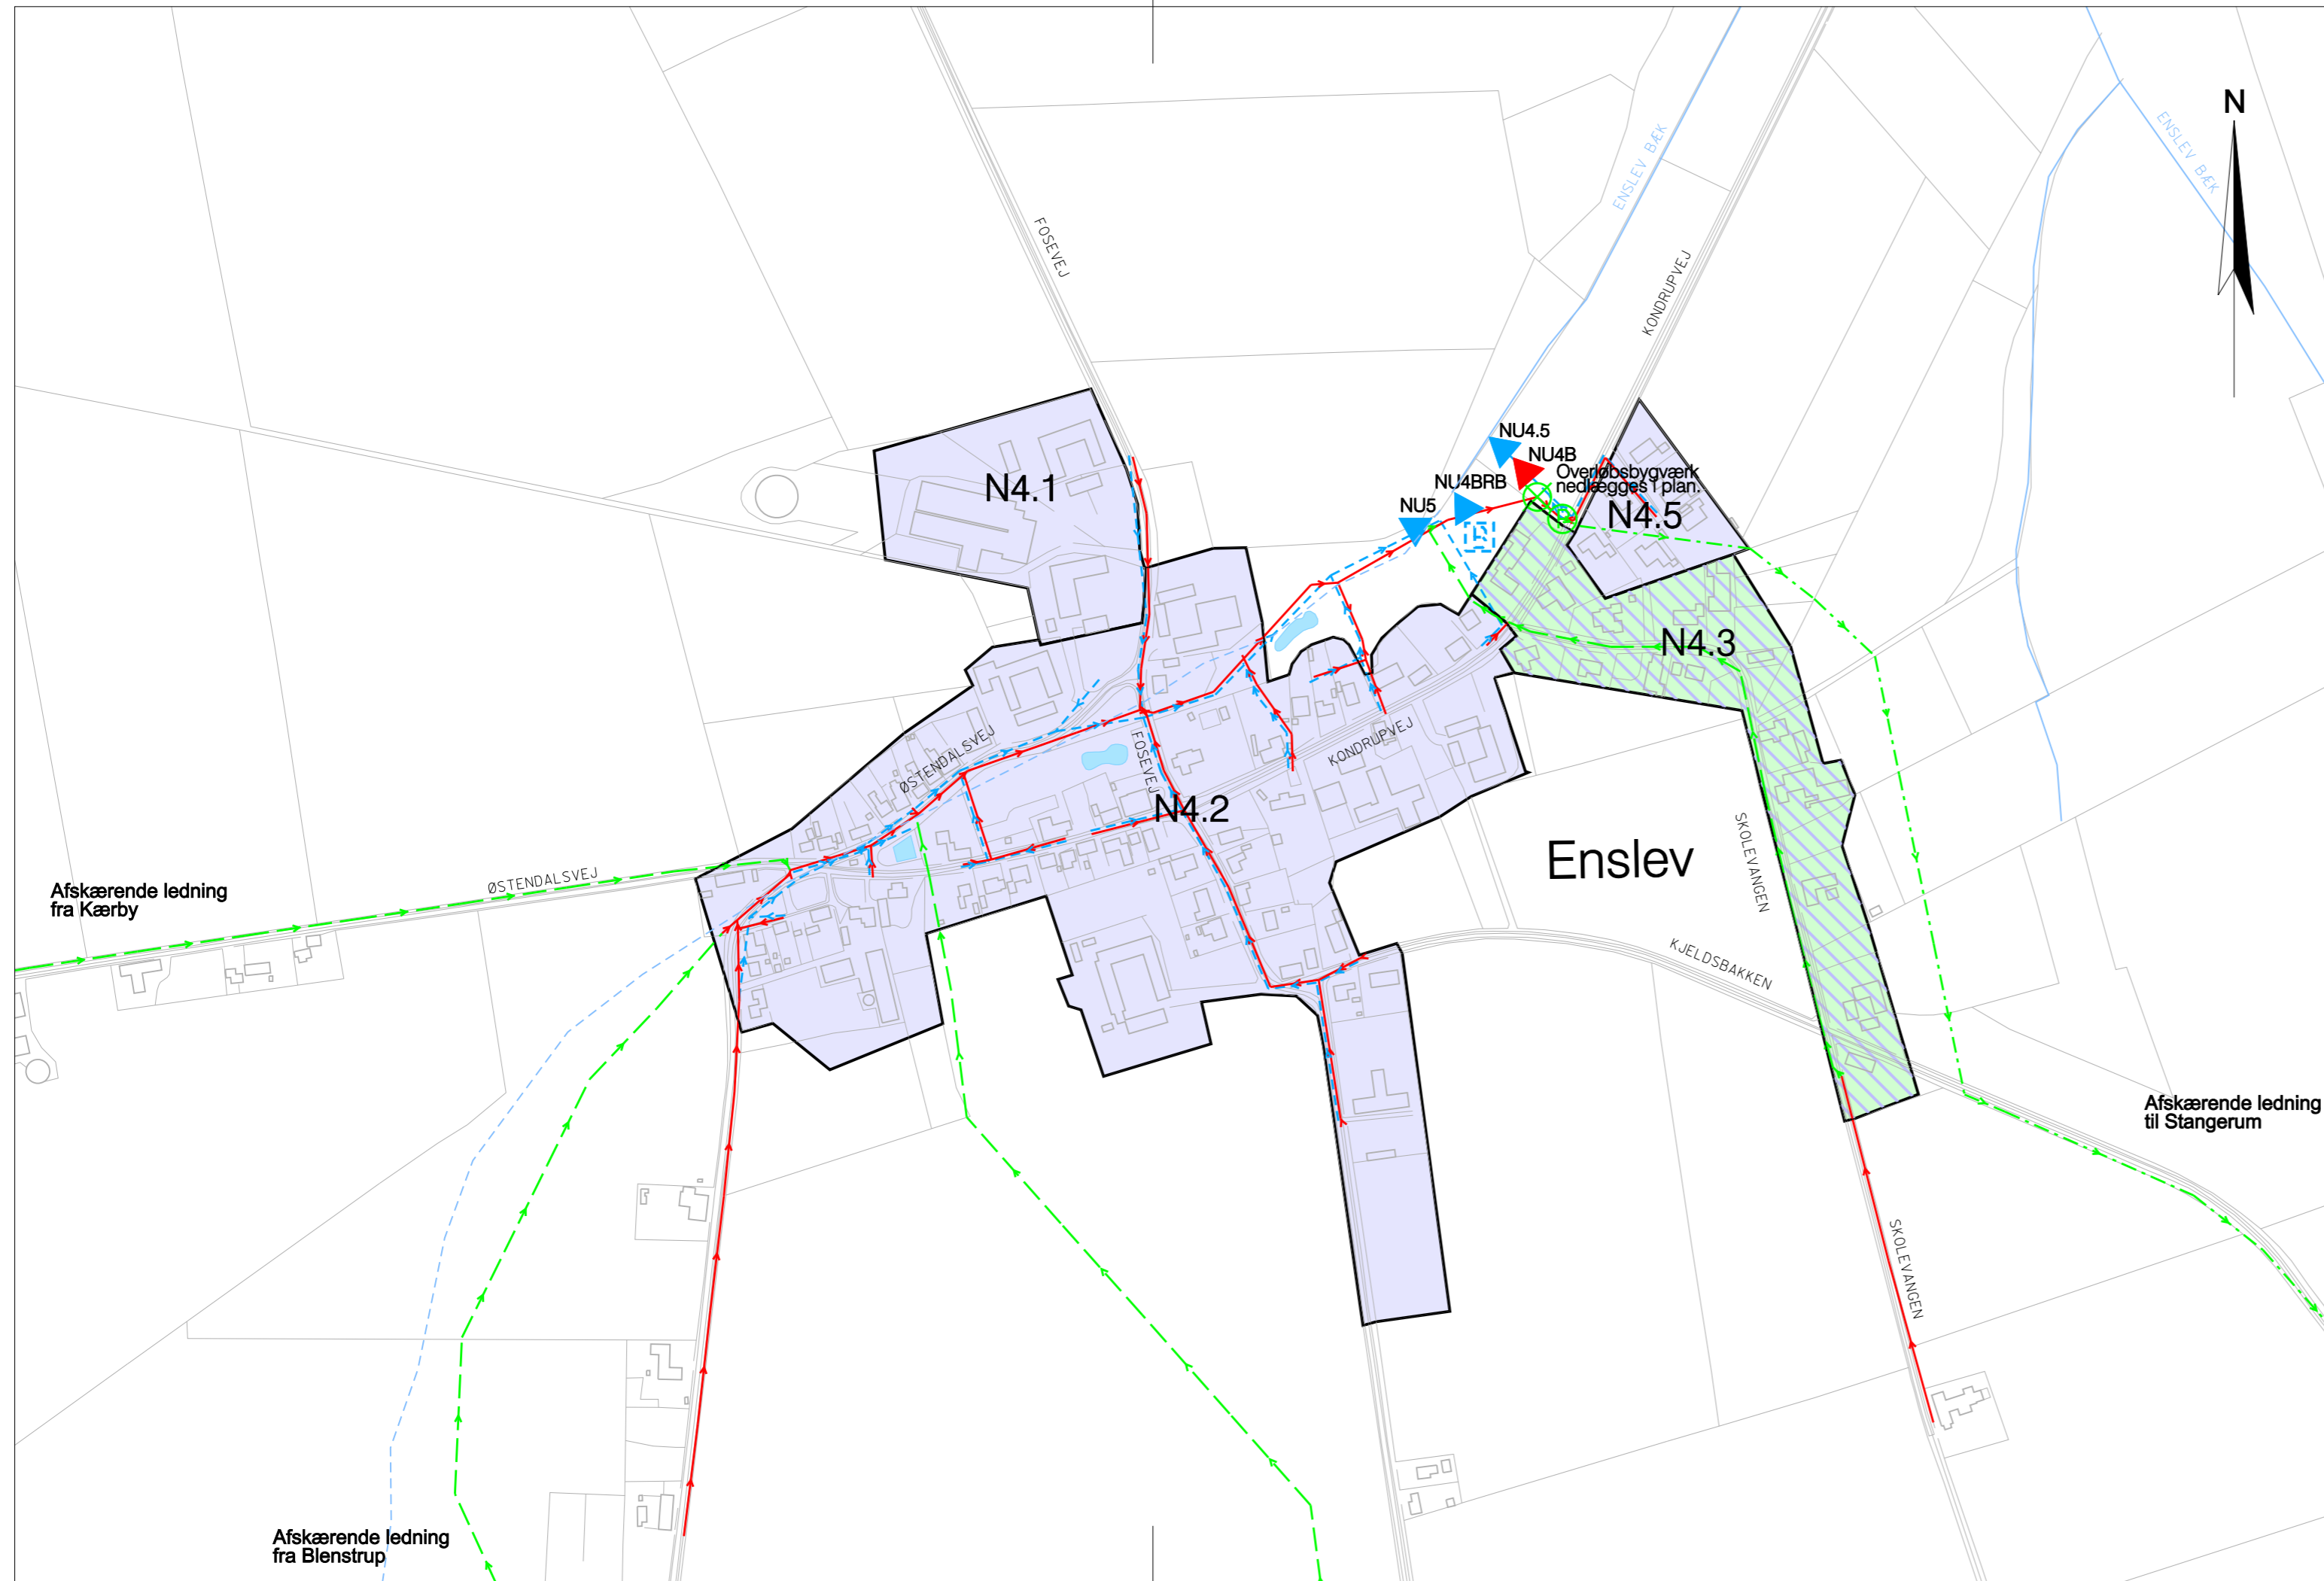 N
ENSLEV BÆK
ENSLEV BÆK
FOSEVEJ
KONDRUPVEJ
NU4.5
NU4B
Overløbsbygværk
nedlægges i plan.
NU4BRB
NU5
N4.1
N4.5
N4.3
ØSTENDALSVEJ
FOSEVEJ
KONDRUPVEJ
N4.2
Enslev
SKOLEVANGEN
ØSTENDALSVEJ
Afskærende ledning
fra Kærby
KJELDSBAKKEN
Afskærende ledning
til Stangerum
SKOLEVANGEN
Afskærende ledning
fra Blenstrup